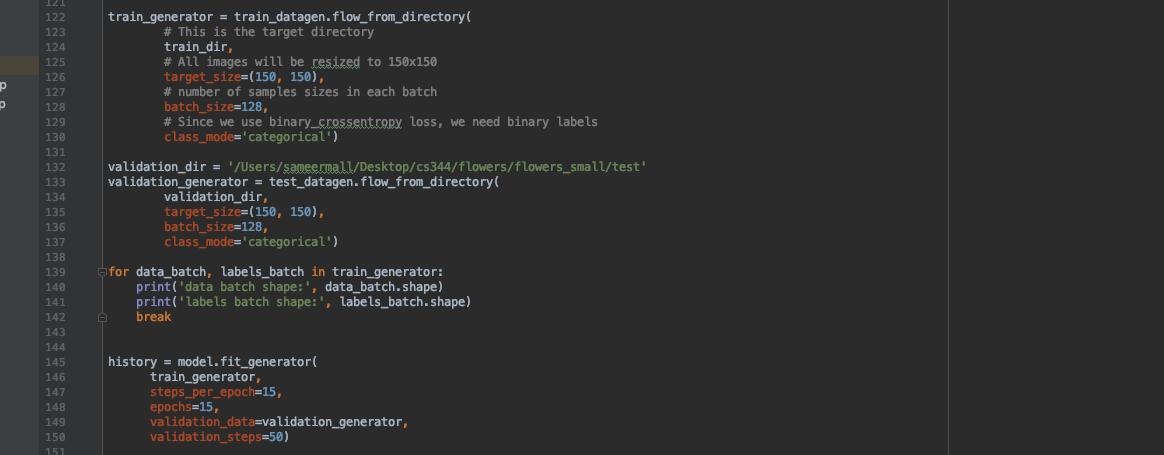 121
122 train_generator = train_datagen.flow_from_directory(
123 # This is the target directory
124 train_dir,
125 # All images will be resized to 150x150
126 target_size=(150, 150),
127 # number of samples sizes in each batch
128 batch_size=128,
129 # Since we use binary_crossentropy loss, we need binary labels
130 class_mode='categorical')
131
132 validation_dir = '/Users/sameermall/Desktop/cs344/flowers/flowers_small/test'
133 validation_generator = test_datagen.flow_from_directory(
134 validation_dir,
135 target_size=(150, 150),
136 batch_size=128,
137 class_mode='categorical')
138
139 for data_batch, labels_batch in train_generator:
140 print('data batch shape:', data_batch.shape)
141 print('labels batch shape:', labels_batch.shape)
142 break
143
144
145 history = model.fit_generator(
146 train_generator,
147 steps_per_epoch=15,
148 epochs=15,
149 validation_data=validation_generator,
150 validation_steps=50)
151
p
p